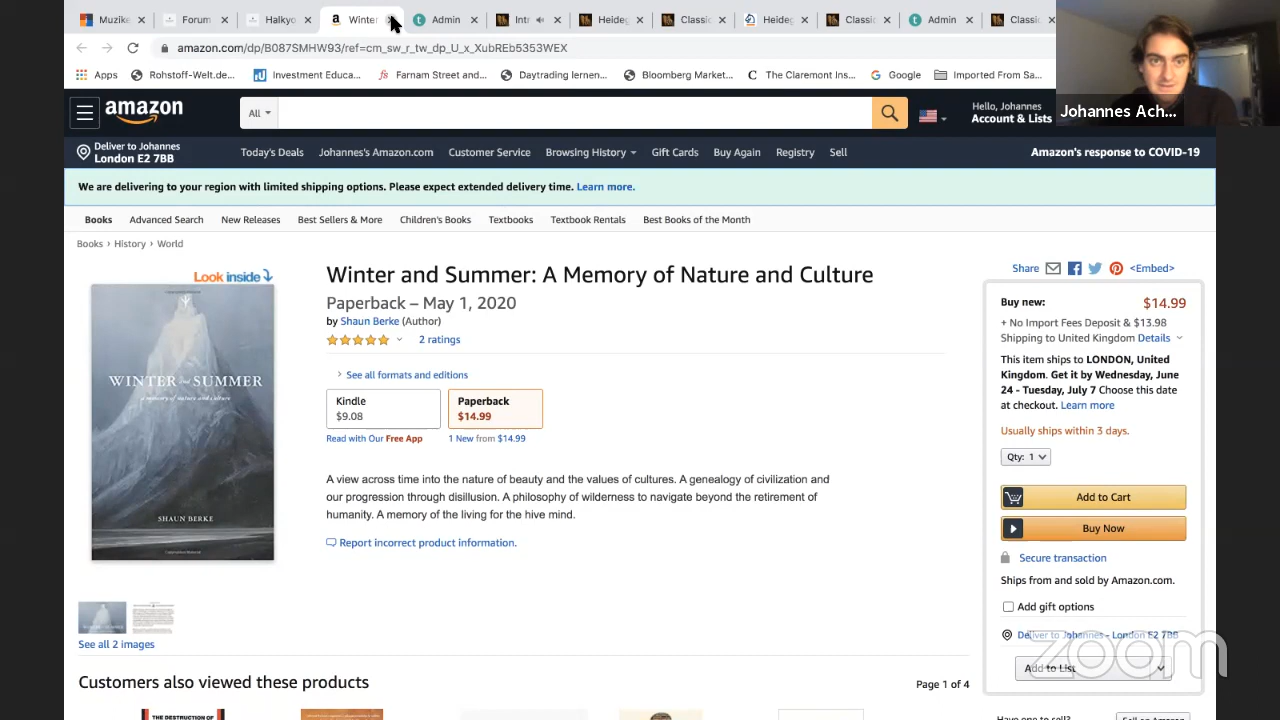 Muzike
Forum
Halkyo
Winter
Admin
Intr
Heideg
Classic
Heideg
Classic
Admin
Classic
amazon.com/dp/B087SMHW93/ref=cm_sw_r_tw_dp_U_x_XubREb5353WEX
Apps Rohstoff-Welt.de... Investment Educa... Farnam Street and... Daytrading lernen... Bloomberg Market... The Claremont Ins... Google Imported From Sa...
Johannes Ach...
amazon
All
Hello, Johannes
Account & Lists
Deliver to Johannes
London E2 7BB
Today's Deals Johannes's Amazon.com Customer Service Browsing History Gift Cards Buy Again Registry Sell
Amazon's response to COVID-19
We are delivering to your region with limited shipping options. Please expect extended delivery time. Learn more.
Books Advanced Search New Releases Best Sellers & More Children's Books Textbooks Textbook Rentals Best Books of the Month
Books › History › World
Look inside
WINTER and SUMMER
a memory of nature and culture
SHAUN BERKE
See all 2 images
Winter and Summer: A Memory of Nature and Culture
Paperback – May 1, 2020
by Shaun Berke (Author)
2 ratings
› See all formats and editions
Kindle
$9.08
Paperback
$14.99
Read with Our Free App
1 New from $14.99
A view across time into the nature of beauty and the values of cultures. A genealogy of civilization and
our progression through disillusion. A philosophy of wilderness to navigate beyond the retirement of
humanity. A memory of the living for the hive mind.
Report incorrect product information.
Share <Embed>
Buy new: $14.99
+ No Import Fees Deposit & $13.98
Shipping to United Kingdom Details
This item ships to LONDON, United
Kingdom. Get it by Wednesday, June
24 - Tuesday, July 7 Choose this date
at checkout. Learn more
Usually ships within 3 days.
Qty: 1
Add to Cart
Buy Now
Secure transaction
Ships from and sold by Amazon.com.
Add gift options
Deliver to Johannes - London E2 7BB
Add to List
zoom
Customers also viewed these products
Page 1 of 4
THE DESTRUCTION OF
Have one to sell?
Sell on Amazon